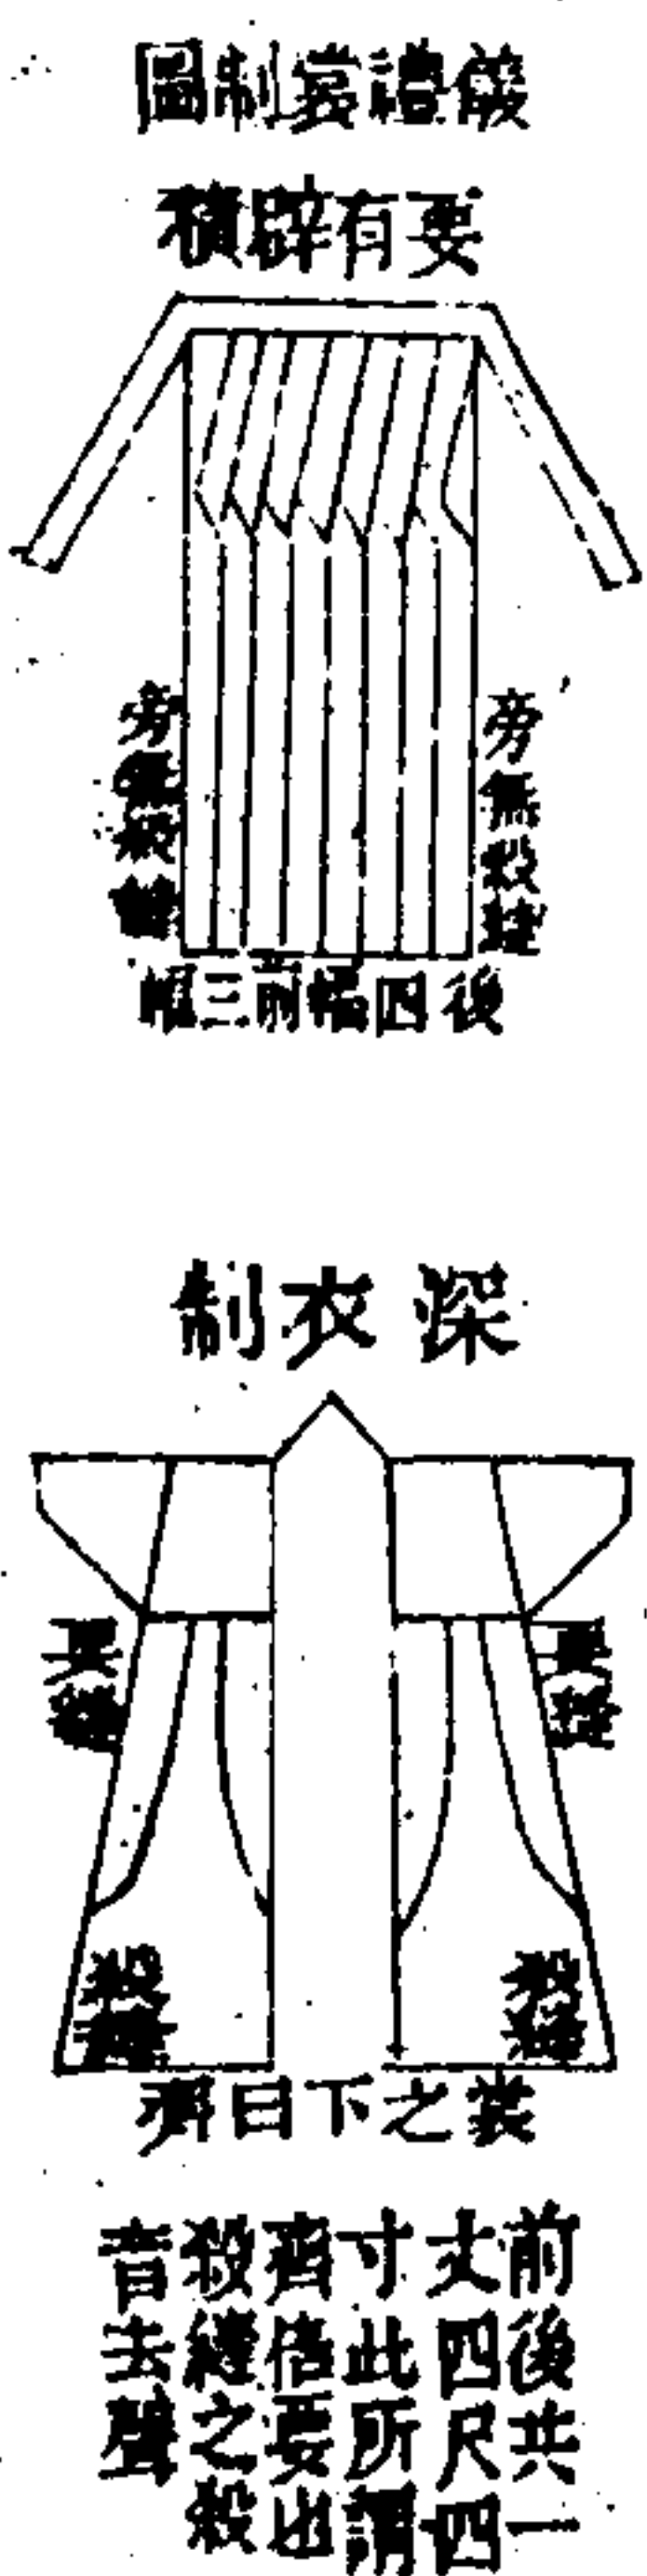 儀禮裳制圖
要有辟積
旁無殺縫
旁無殺縫
後四幅前三幅
深衣制
要縫
要縫
殺縫
殺縫
裳之下曰齊
前後共一
丈四尺四
寸此所謂
齊倍要也
殺縫之殺
音去聲